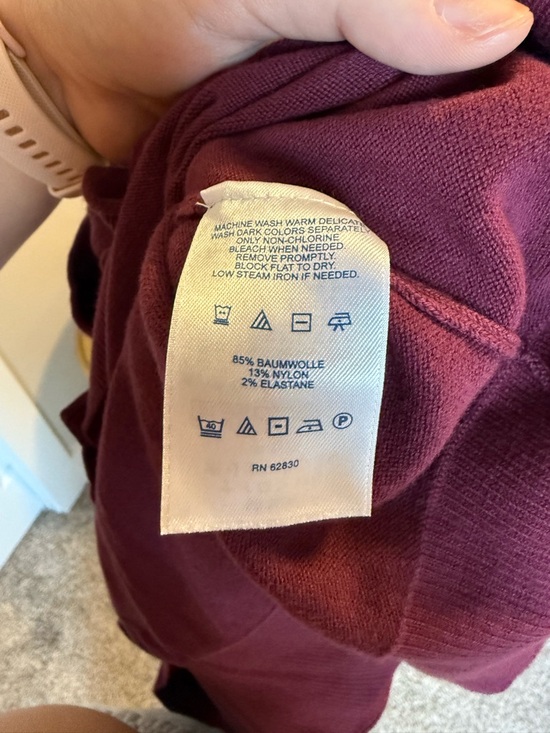 MACHINE WASH WARM DELICATE
WASH DARK COLORS SEPARATELY
ONLY NON-CHLORINE
BLEACH WHEN NEEDED.
REMOVE PROMPTLY.
BLOCK FLAT TO DRY.
LOW STEAM IRON IF NEEDED.
85% BAUMWOLLE
13% NYLON
2% ELASTANE
40
P
RN 62830